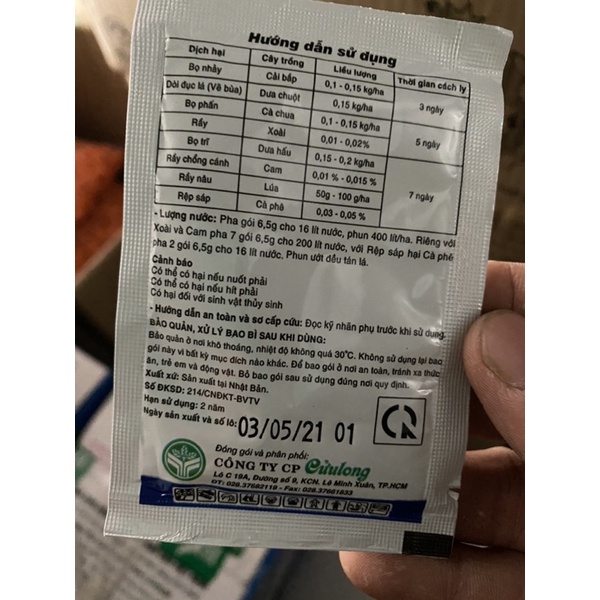 Hướng dẫn sử dụng
Dịch hại Cây trồng Liều lượng Thời gian cách ly
Bọ nhảy Cải bắp 0,1 - 0,15 kg/ha 3 ngày
Dòi đục lá (Vẽ bùa) Dưa chuột 0,15 kg/ha
Bọ phấn Cà chua 0,1 - 0,15 kg/ha 5 ngày
Rầy Xoài 0,01 - 0,02%
Bọ trĩ Dưa hấu 0,15 - 0,2 kg/ha 7 ngày
Rầy chổng cánh Cam 0,01 % - 0,015 %
Rầy nâu Lúa 50g - 100 g/ha
Rệp sáp Cà phê 0,03 - 0,05 %
- Lượng nước: Pha gói 6,5g cho 16 lít nước, phun 400 lít/ha. Riêng với
Xoài và Cam pha 7 gói 6,5g cho 200 lít nước, với Rệp sáp hại Cà phê
pha 2 gói 6,5g cho 16 lít nước. Phun ướt đều tán lá.
Cảnh báo
Có thể có hại nếu nuốt phải
Có thể có hại nếu hít phải
Có hại đối với sinh vật thủy sinh
- Hướng dẫn an toàn và sơ cấp cứu: Đọc kỹ nhãn phụ trước khi sử dụng.
BẢO QUẢN, XỬ LÝ BAO BÌ SAU KHI DÙNG:
Bảo quản ở nơi khô thoáng, nhiệt độ không quá 30°C. Không sử dụng lại bao
gói này vì bất kỳ mục đích nào khác. Để bao gói ở nơi an toàn, tránh xa thức
ăn, trẻ em và động vật. Bỏ bao gói sau sử dụng đúng nơi quy định.
Xuất xứ: Sản xuất tại Nhật Bản.
Số ĐKSD: 214/CNĐKT-BVTV
Hạn sử dụng: 2 năm
Ngày sản xuất và số lô: 03/05/21 01
Đóng gói và phân phối:
CÔNG TY CP Cửulong
Lô C 19A, Đường số 9, KCN. Lê Minh Xuân, TP.HCM
ĐT: 028.37682119 - Fax: 028.37681833